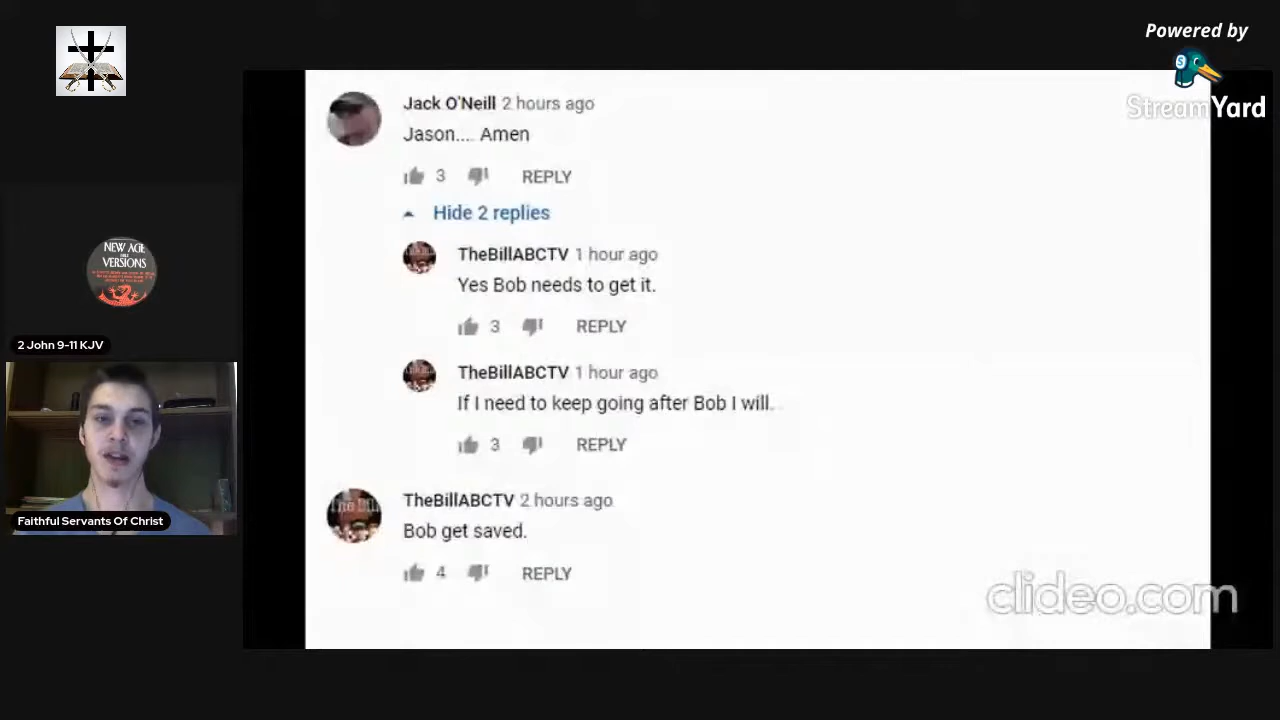 Powered by
StreamYard
Jack O'Neill 2 hours ago
Jason.... Amen
3 REPLY
Hide 2 replies
TheBillABCTV 1 hour ago
Yes Bob needs to get it.
3 REPLY
TheBillABCTV 1 hour ago
If I need to keep going after Bob I will.
3 REPLY
TheBillABCTV 2 hours ago
Bob get saved.
4 REPLY
NEW AGE
VERSIONS
2 John 9-11 KJV
Faithful Servants Of Christ
clideo.com